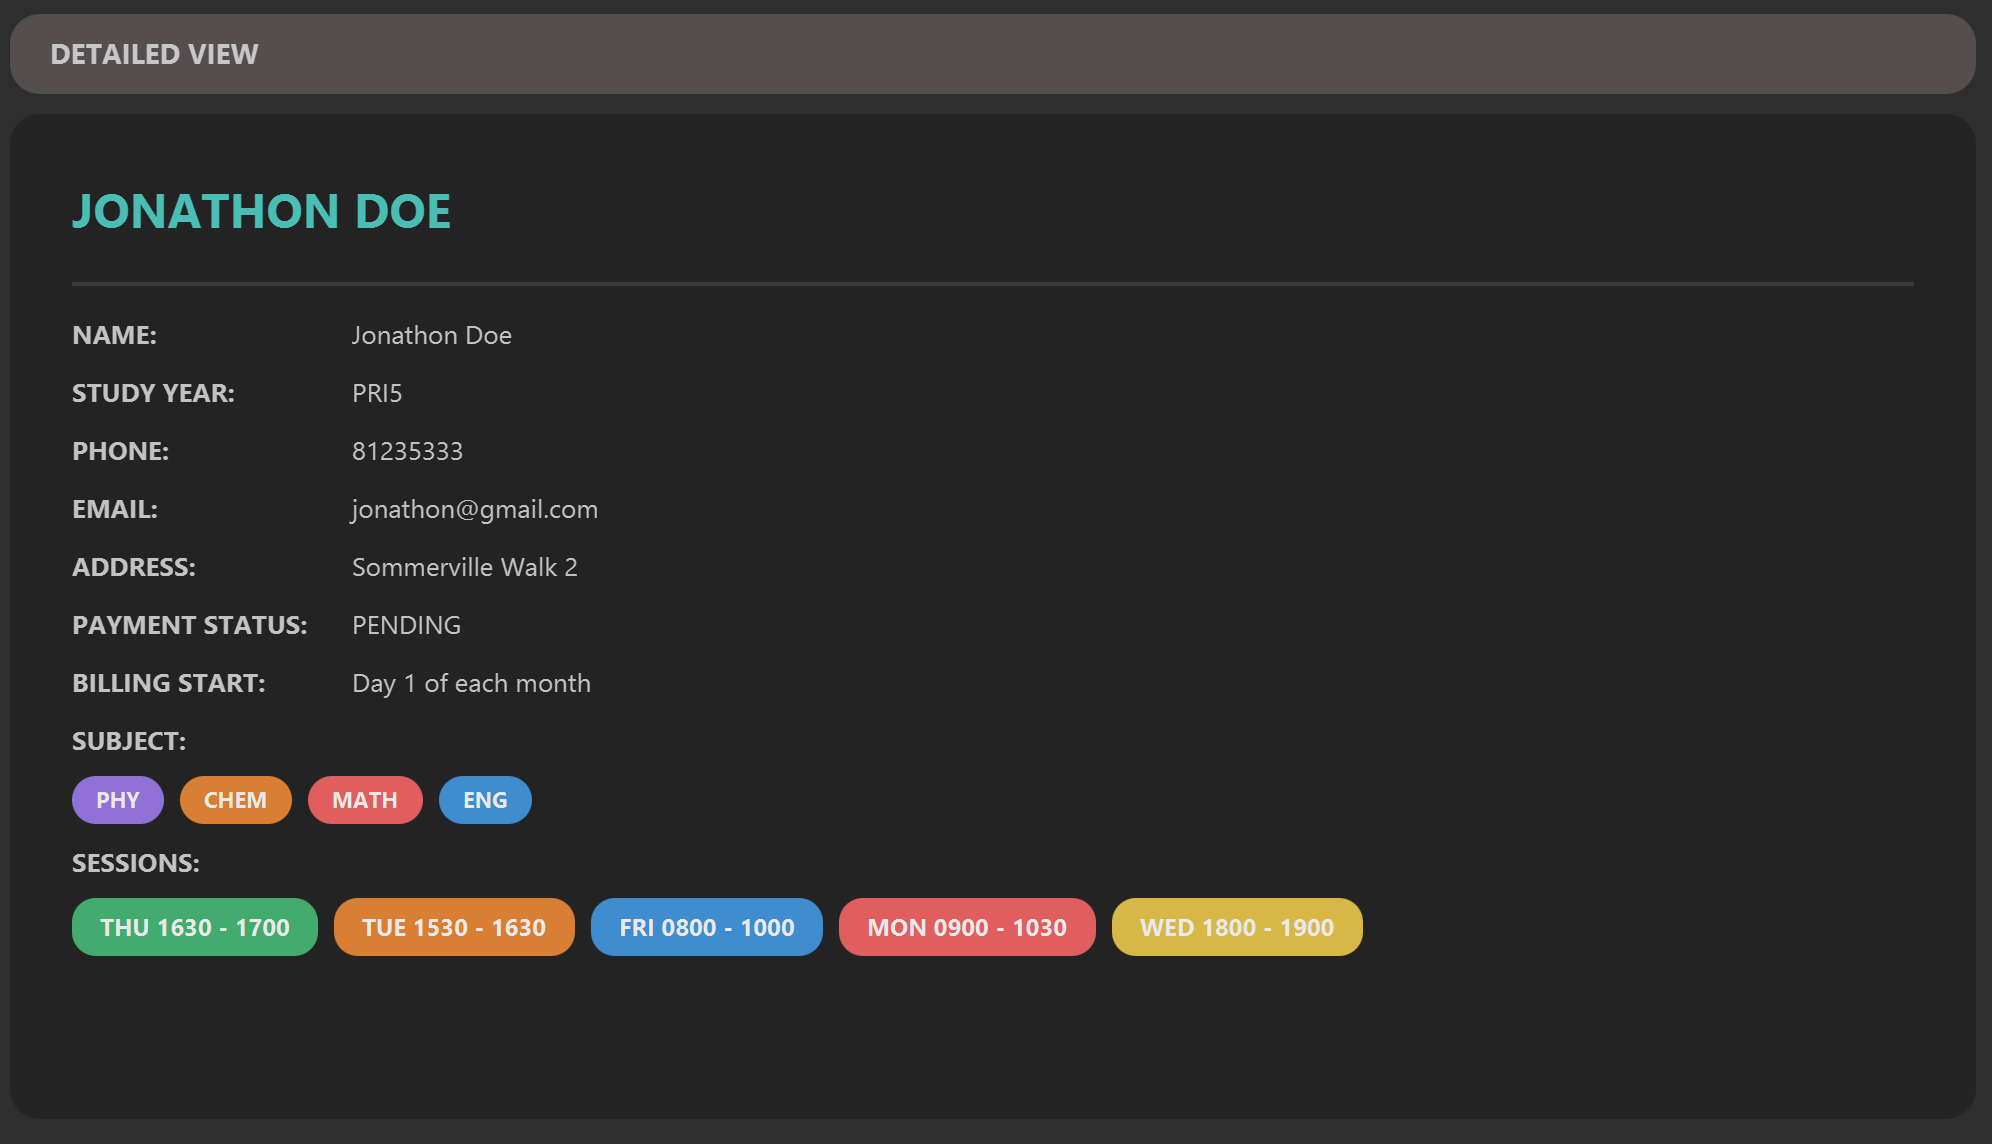 DETAILED VIEW
JONATHON DOE
NAME: Jonathon Doe
STUDY YEAR: PRI5
PHONE: 81235333
EMAIL: jonathon@gmail.com
ADDRESS: Sommerville Walk 2
PAYMENT STATUS: PENDING
BILLING START: Day 1 of each month
SUBJECT:
PHY CHEM MATH ENG
SESSIONS:
THU 1630 - 1700 TUE 1530 - 1630 FRI 0800 - 1000 MON 0900 - 1030 WED 1800 - 1900